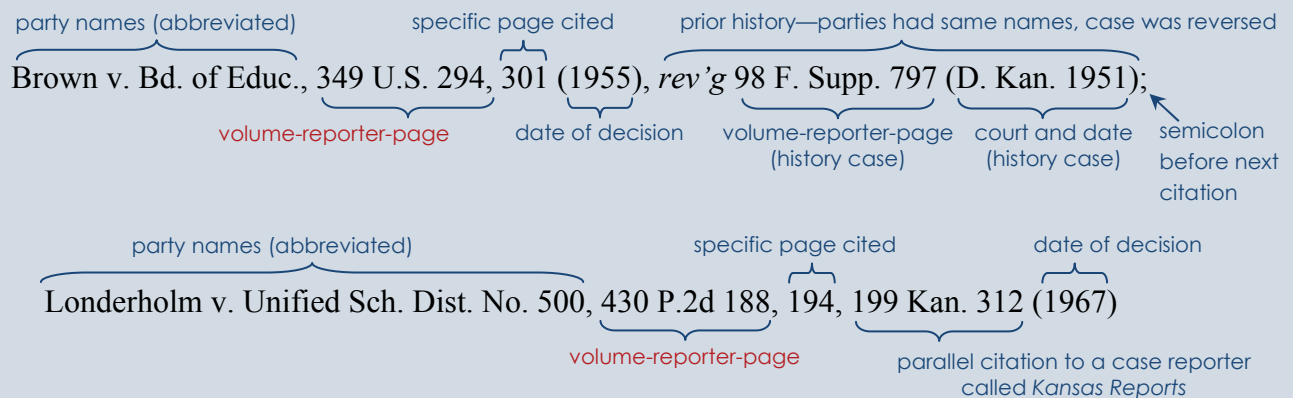 party names (abbreviated) specific page cited prior history—parties had same names, case was reversed
Brown v. Bd. of Educ., 349 U.S. 294, 301 (1955), rev’g 98 F. Supp. 797 (D. Kan. 1951);
volume-reporter-page date of decision volume-reporter-page court and date semicolon
(history case) (history case) before next
citation
party names (abbreviated) specific page cited date of decision
Londerholm v. Unified Sch. Dist. No. 500, 430 P.2d 188, 194, 199 Kan. 312 (1967)
volume-reporter-page parallel citation to a case reporter
called Kansas Reports